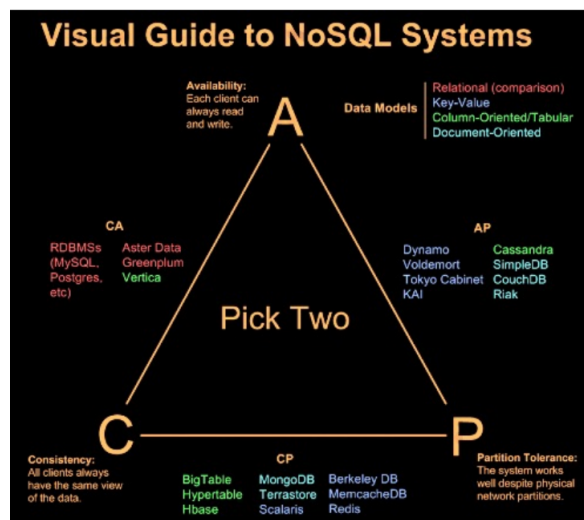 Visual Guide to NoSQL Systems
Availability:
Each client can
always read
and write.
A
Data Models
Relational (comparison)
Key-Value
Column-Oriented/Tabular
Document-Oriented
CA
RDBMSs
(MySQL,
Postgres,
etc)
Aster Data
Greenplum
Vertica
AP
Dynamo
Voldemort
Tokyo Cabinet
KAI
Cassandra
SimpleDB
CouchDB
Riak
Pick Two
C
P
Consistency:
All clients always
have the same view
of the data.
CP
BigTable
Hypertable
Hbase
MongoDB
Terrastore
Scalaris
Berkeley DB
MemcacheDB
Redis
Partition Tolerance:
The system works
well despite physical
network partitions.